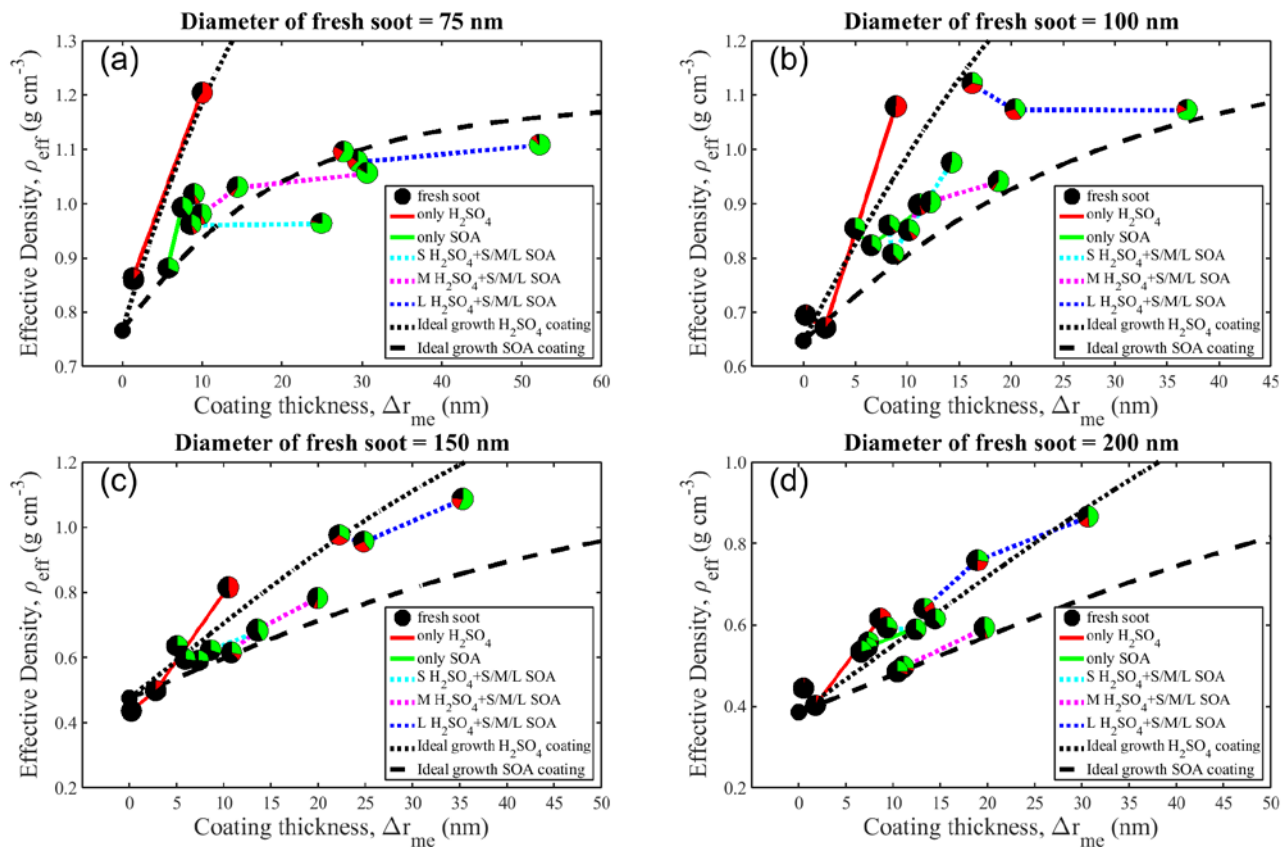 Diameter of fresh soot = 75 nm
(a)
1.3
1.2
1.1
1.0
0.9
0.8
0.7
Effective Density, ρeff (g cm-3)
0 10 20 30 40 50 60
Coating thickness, Δrme (nm)
fresh soot
only H2SO4
only SOA
S H2SO4+S/M/L SOA
M H2SO4+S/M/L SOA
L H2SO4+S/M/L SOA
Ideal growth H2SO4 coating
Ideal growth SOA coating
Diameter of fresh soot = 100 nm
(b)
1.2
1.1
1.0
0.9
0.8
0.7
0.6
Effective Density, ρeff (g cm-3)
0 5 10 15 20 25 30 35 40 45
Coating thickness, Δrme (nm)
fresh soot
only H2SO4
only SOA
S H2SO4+S/M/L SOA
M H2SO4+S/M/L SOA
L H2SO4+S/M/L SOA
Ideal growth H2SO4 coating
Ideal growth SOA coating
Diameter of fresh soot = 150 nm
(c)
1.2
1.0
0.8
0.6
0.4
0.2
Effective Density, ρeff (g cm-3)
0 5 10 15 20 25 30 35 40 45 50
Coating thickness, Δrme (nm)
fresh soot
only H2SO4
only SOA
S H2SO4+S/M/L SOA
M H2SO4+S/M/L SOA
L H2SO4+S/M/L SOA
Ideal growth H2SO4 coating
Ideal growth SOA coating
Diameter of fresh soot = 200 nm
(d)
1.0
0.8
0.6
0.4
0.2
Effective Density, ρeff (g cm-3)
0 5 10 15 20 25 30 35 40 45 50
Coating thickness, Δrme (nm)
fresh soot
only H2SO4
only SOA
S H2SO4+S/M/L SOA
M H2SO4+S/M/L SOA
L H2SO4+S/M/L SOA
Ideal growth H2SO4 coating
Ideal growth SOA coating